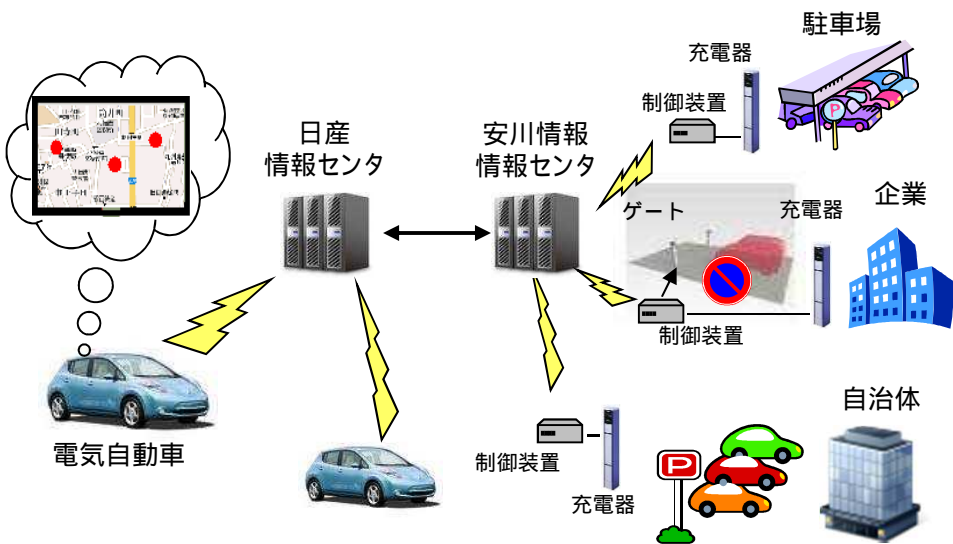 駐車場
充電器
制御装置
日産
情報センタ
安川情報
情報センタ
ゲート
充電器
企業
制御装置
電気自動車
自治体
制御装置
充電器
P
P